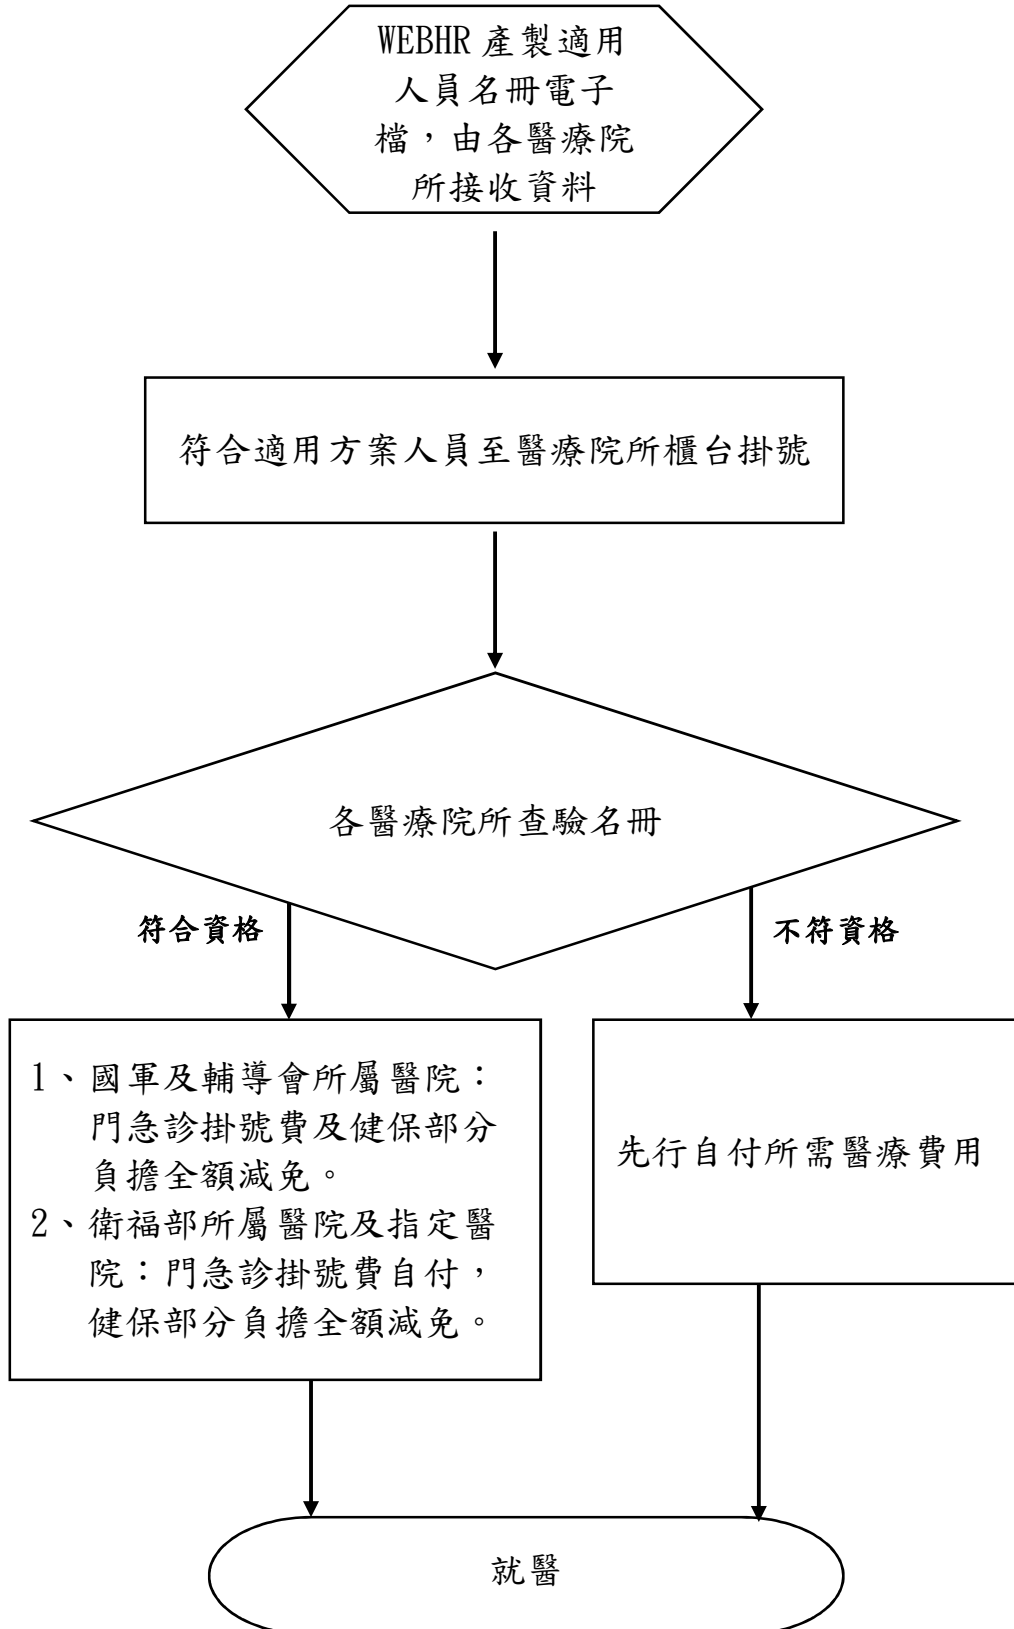 WEBHR 產製適用
人員名冊電子
檔，由各醫療院
所接收資料
符合適用方案人員至醫療院所櫃台掛號
各醫療院所查驗名冊
符合資格
不符資格
1、國軍及輔導會所屬醫院：
門急診掛號費及健保部分
負擔全額減免。
2、衛福部所屬醫院及指定醫
院：門急診掛號費自付，
健保部分負擔全額減免。
先行自付所需醫療費用
就醫